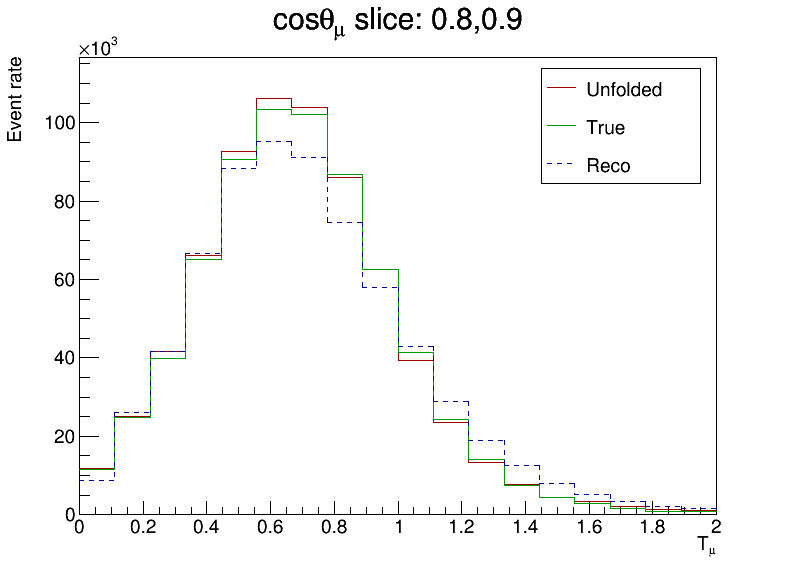 cosθμ slice: 0.8,0.9
×10³
Event rate
Unfolded
True
Reco
100
80
60
40
20
0
0 0.2 0.4 0.6 0.8 1 1.2 1.4 1.6 1.8 2
Tμ